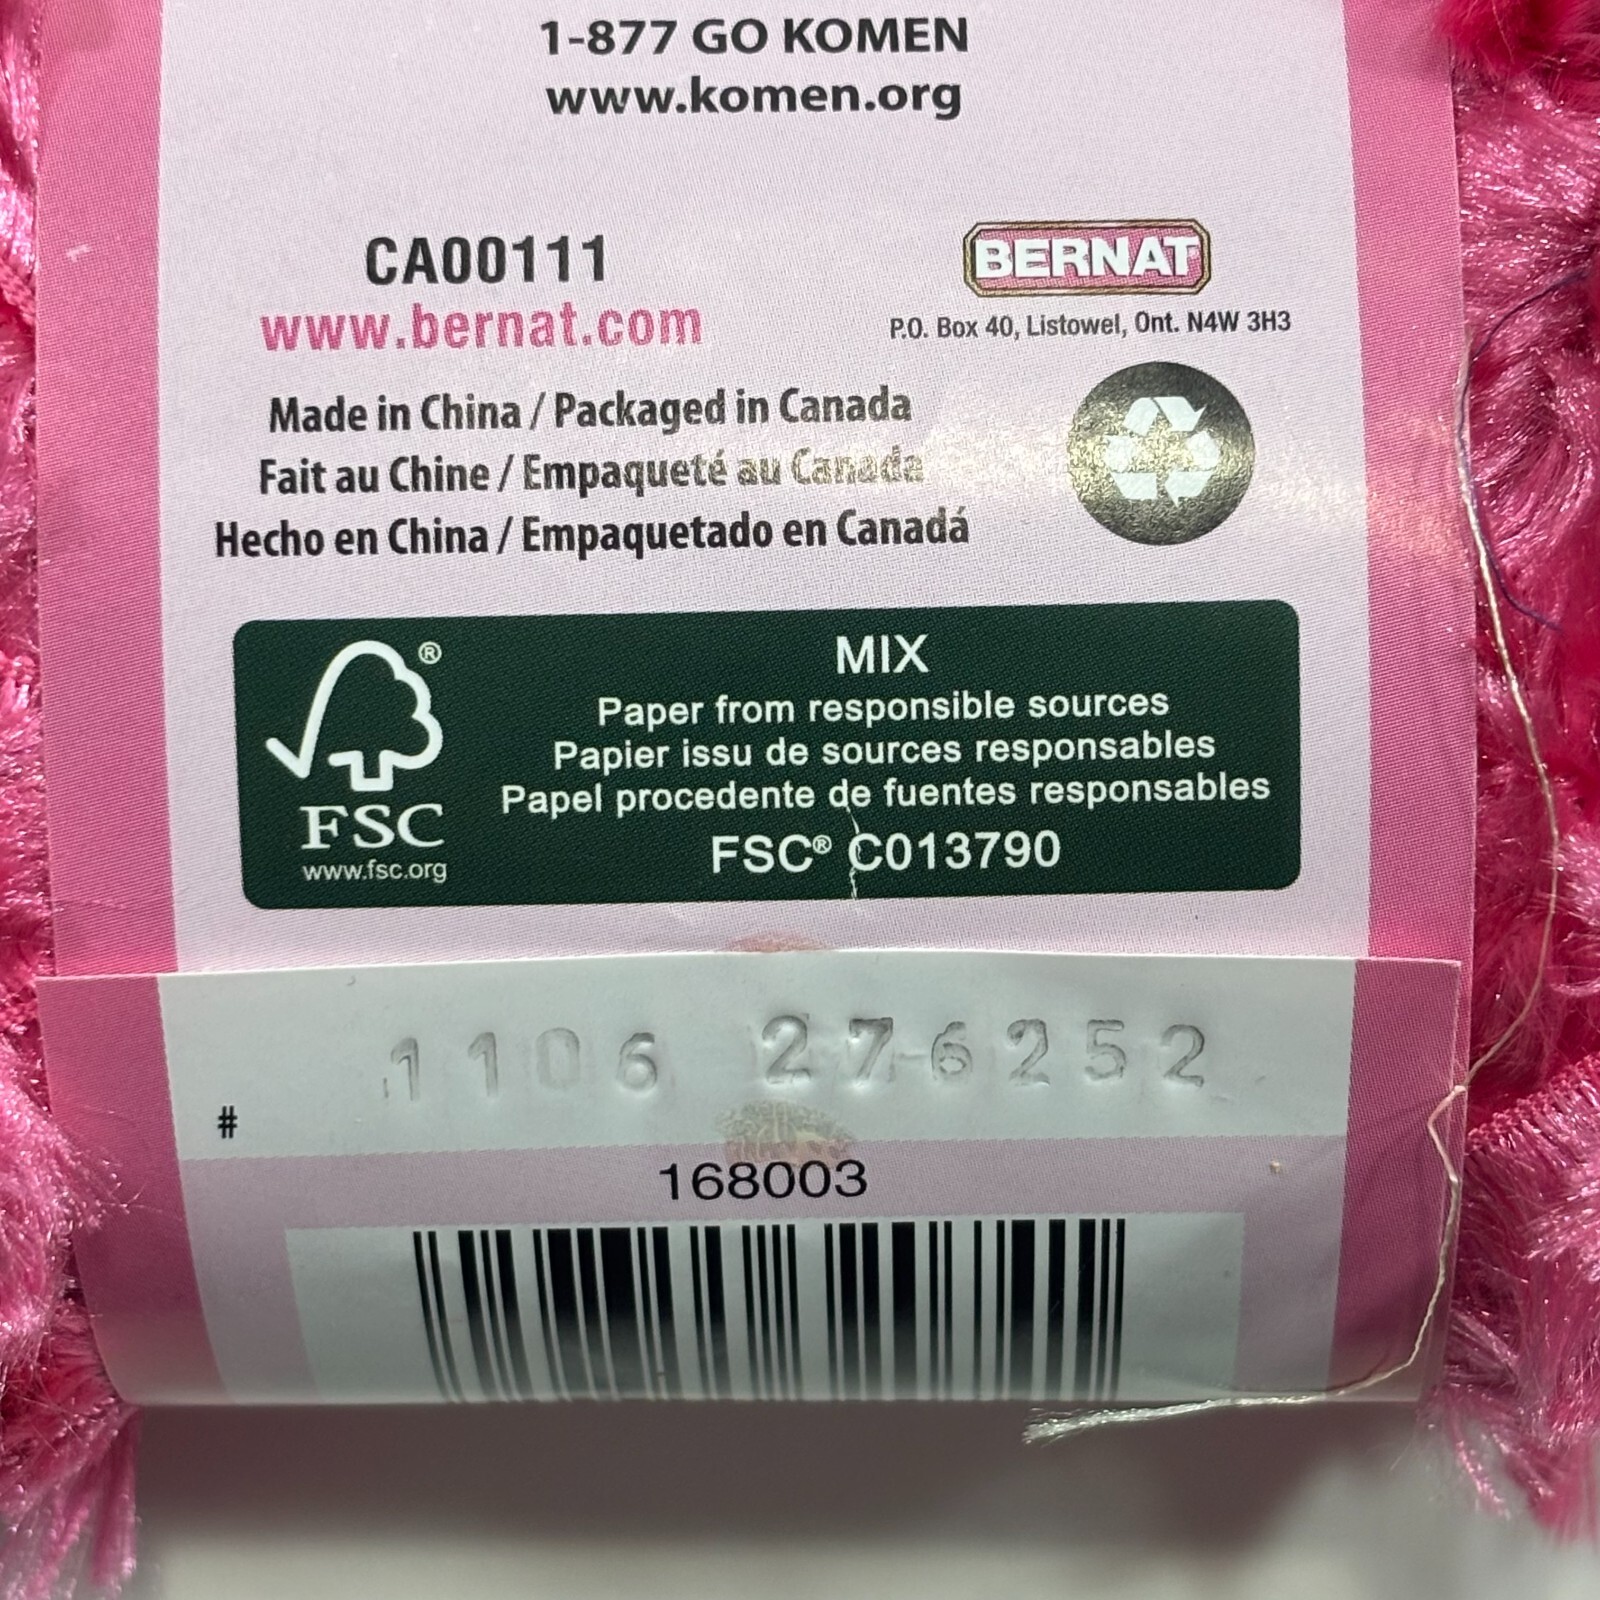 1-877 GO KOMEN
www.komen.org
CA00111
www.bernat.com
BERNAT
P.O. Box 40, Listowel, Ont. N4W 3H3
Made in China / Packaged in Canada
Fait au Chine / Empaqueté au Canada
Hecho en China / Empaquetado en Canadá
®
FSC
www.fsc.org
MIX
Paper from responsible sources
Papier issu de sources responsables
Papel procedente de fuentes responsables
FSC® C013790
1106 276252
#
168003